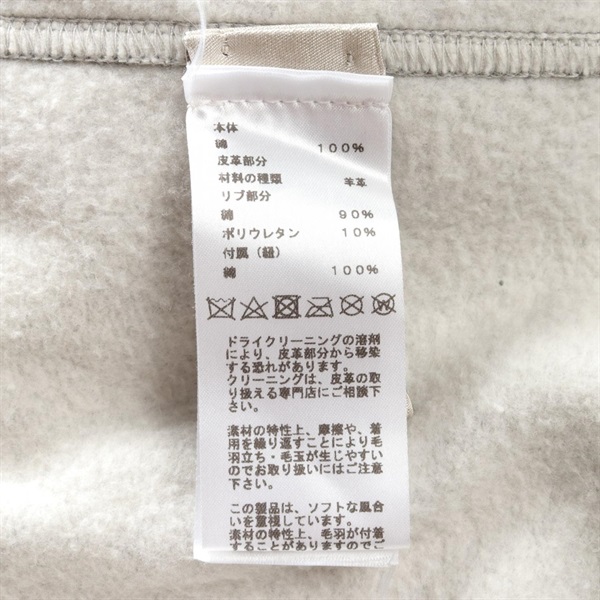 本体
綿 100%
皮革部分
材料の種類 羊革
リブ部分
綿 90%
ポリウレタン 10%
付属（紐）
綿 100%
ドライクリーニングの溶剤
により、皮革部分から移染
する恐れがあります。
クリーニングは、皮革の取
り扱える専門店にご相談
下さい。
素材の特性上、摩擦や、着
用を繰り返すことにより毛
羽立ち・毛玉が生じやすい
のでお取り扱いにはご注意
下さい。
この製品は、ソフトな風合
いを重視しています。
素材の特性上、毛羽が付着
することがありますのでご